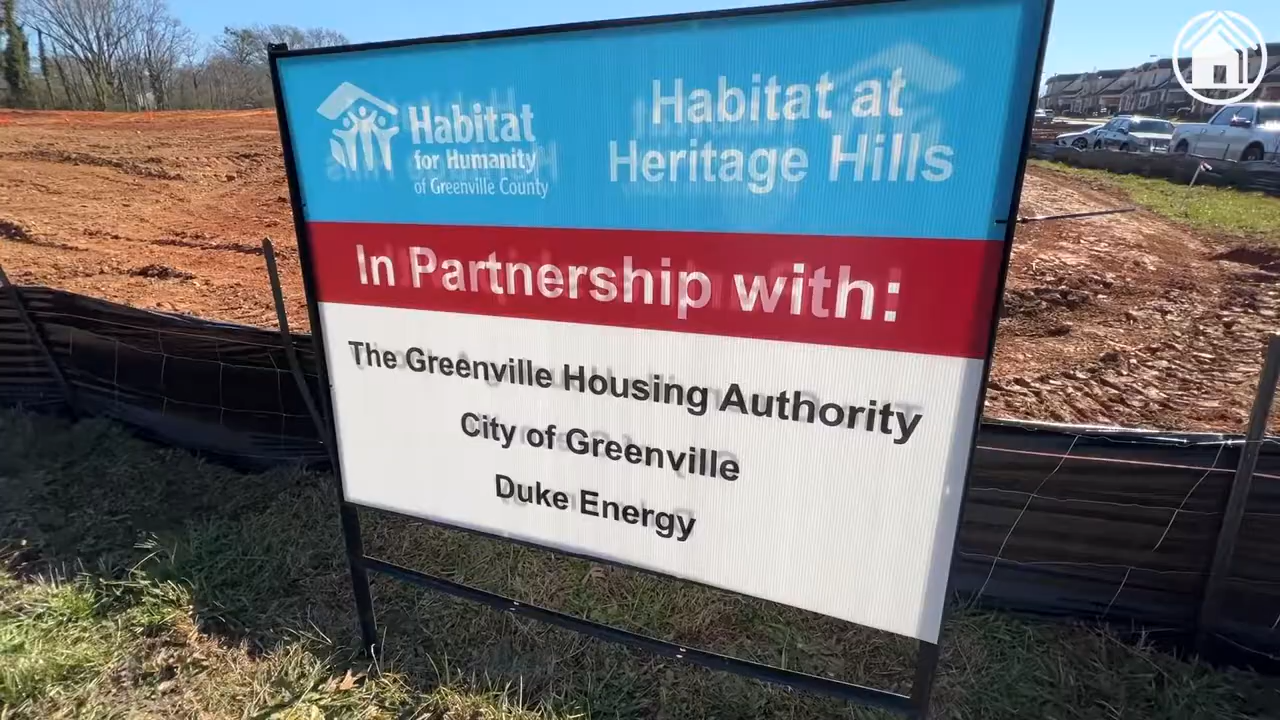 Habitat
for Humanity
of Greenville County
Habitat at
Heritage Hills
In Partnership with:
The Greenville Housing Authority
City of Greenville
Duke Energy